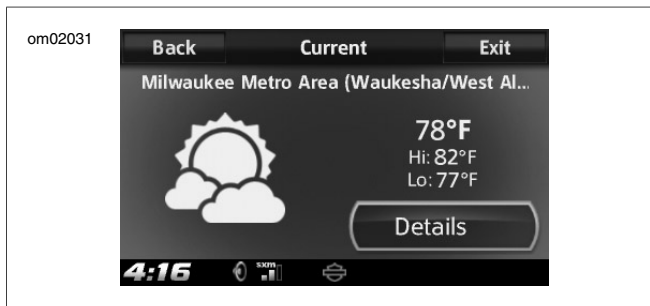 om02031
Back Current Exit
Milwaukee Metro Area (Waukesha/West Al...
78°F
Hi: 82°F
Lo: 77°F
Details
4:16 sxm